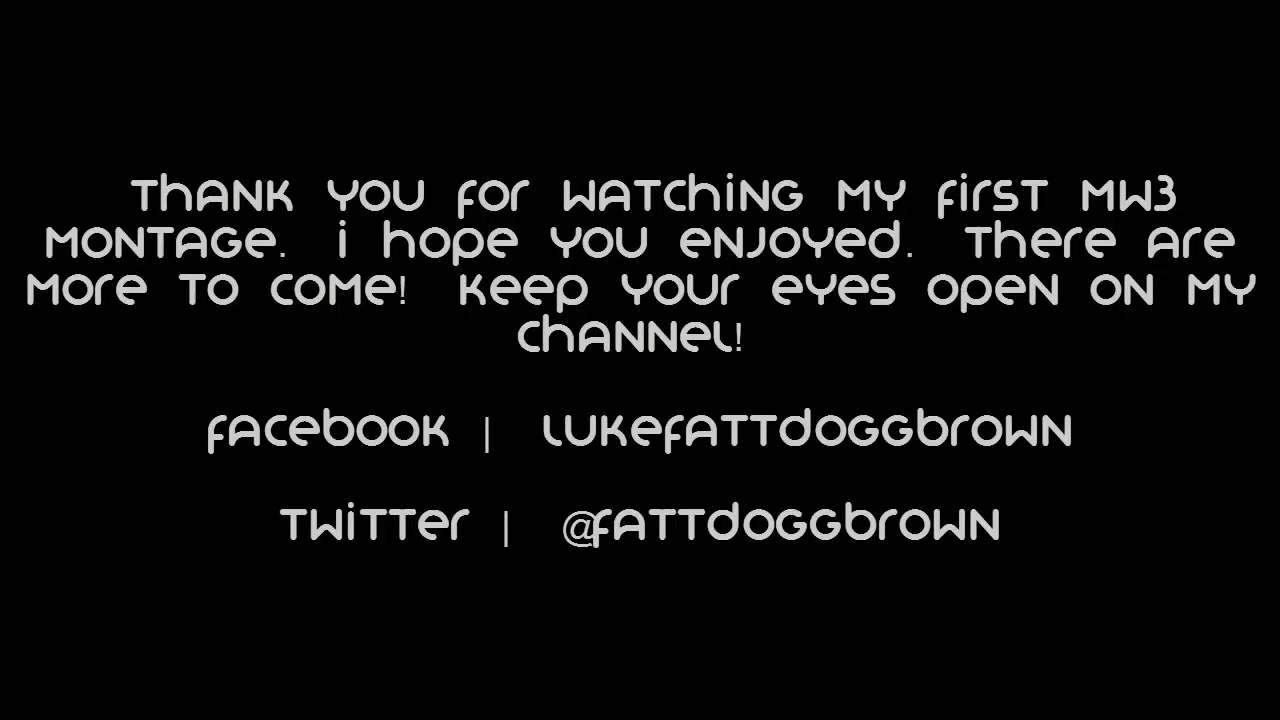 Thank you for watching my first MW3
montage. I hope you enjoyed. There are
more to come! Keep your eyes open on my
channel!
Facebook | LukeFattDoggBrown
Twitter | @FattDoggBrown